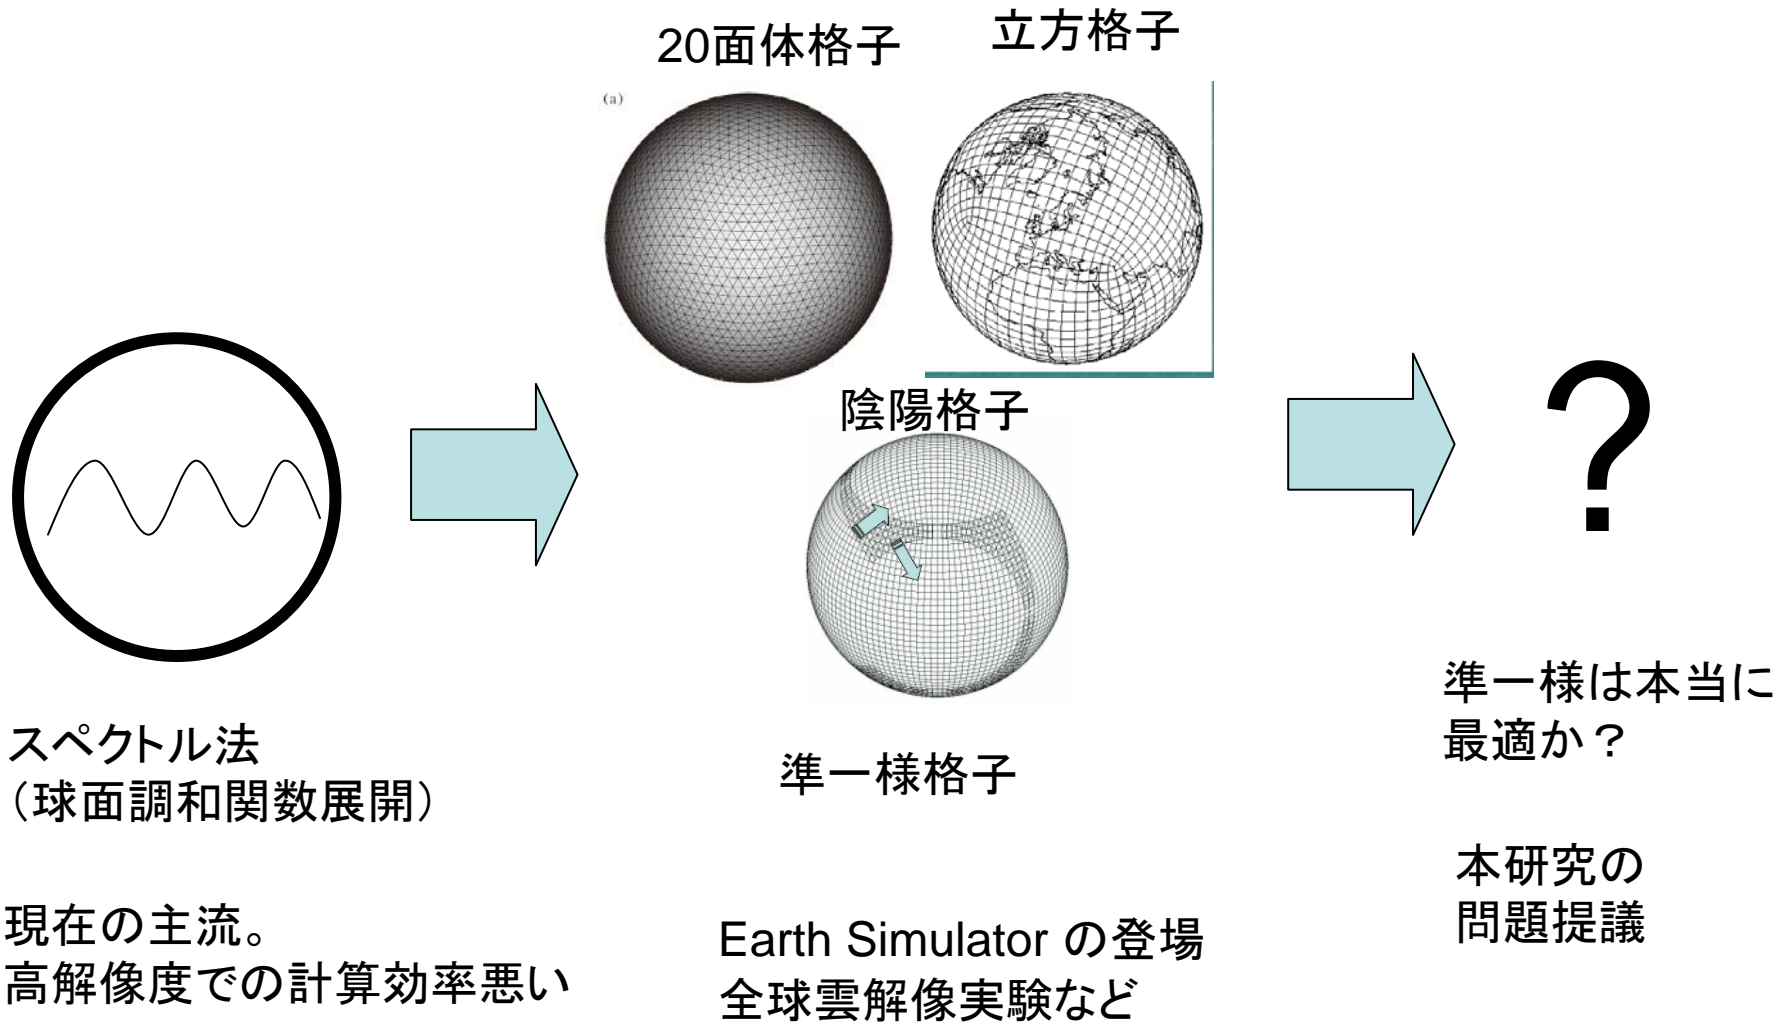 20面体格子
立方格子
(a)
陰陽格子
準一様格子
スペクトル法
（球面調和関数展開）
現在の主流。
高解像度での計算効率悪い
Earth Simulator の登場
全球雲解像実験など
?
準一様は本当に
最適か？
本研究の
問題提議